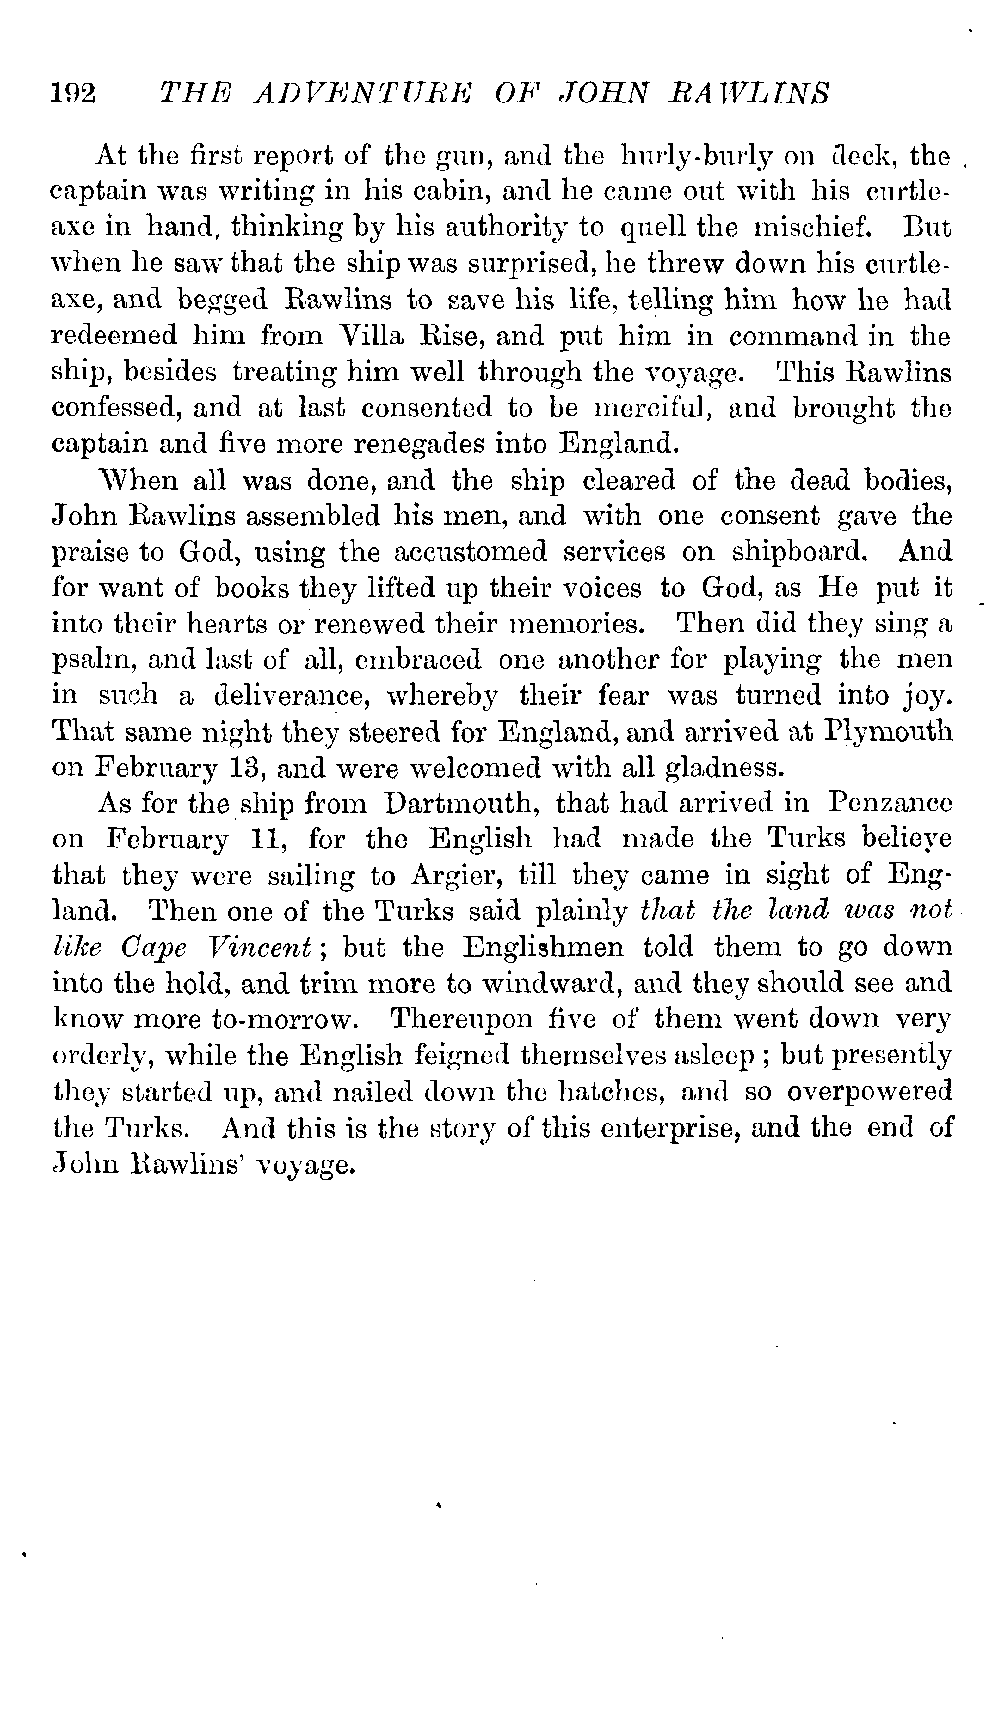 192 THE ADVENTURE OF JOHN RAWLINS
At the first report of the gun, and the hurly-burly on deck, the
captain was writing in his cabin, and he came out with his curtle-
axe in hand, thinking by his authority to quell the mischief. But
when he saw that the ship was surprised, he threw down his curtle-
axe, and begged Rawlins to save his life, telling him how he had
redeemed him from Villa Rise, and put him in command in the
ship, besides treating him well through the voyage. This Rawlins
confessed, and at last consented to be merciful, and brought the
captain and five more renegades into England.
When all was done, and the ship cleared of the dead bodies,
John Rawlins assembled his men, and with one consent gave the
praise to God, using the accustomed services on shipboard. And
for want of books they lifted up their voices to God, as He put it
into their hearts or renewed their memories. Then did they sing a
psalm, and last of all, embraced one another for playing the men
in such a deliverance, whereby their fear was turned into joy.
That same night they steered for England, and arrived at Plymouth
on February 13, and were welcomed with all gladness.
As for the ship from Dartmouth, that had arrived in Penzance
on February 11, for the English had made the Turks believe
that they were sailing to Argier, till they came in sight of Eng-
land. Then one of the Turks said plainly that the land was not
like Cape Vincent; but the Englishmen told them to go down
into the hold, and trim more to windward, and they should see and
know more to-morrow. Thereupon five of them went down very
orderly, while the English feigned themselves asleep; but presently
they started up, and nailed down the hatches, and so overpowered
the Turks. And this is the story of this enterprise, and the end of
John Rawlins' voyage.